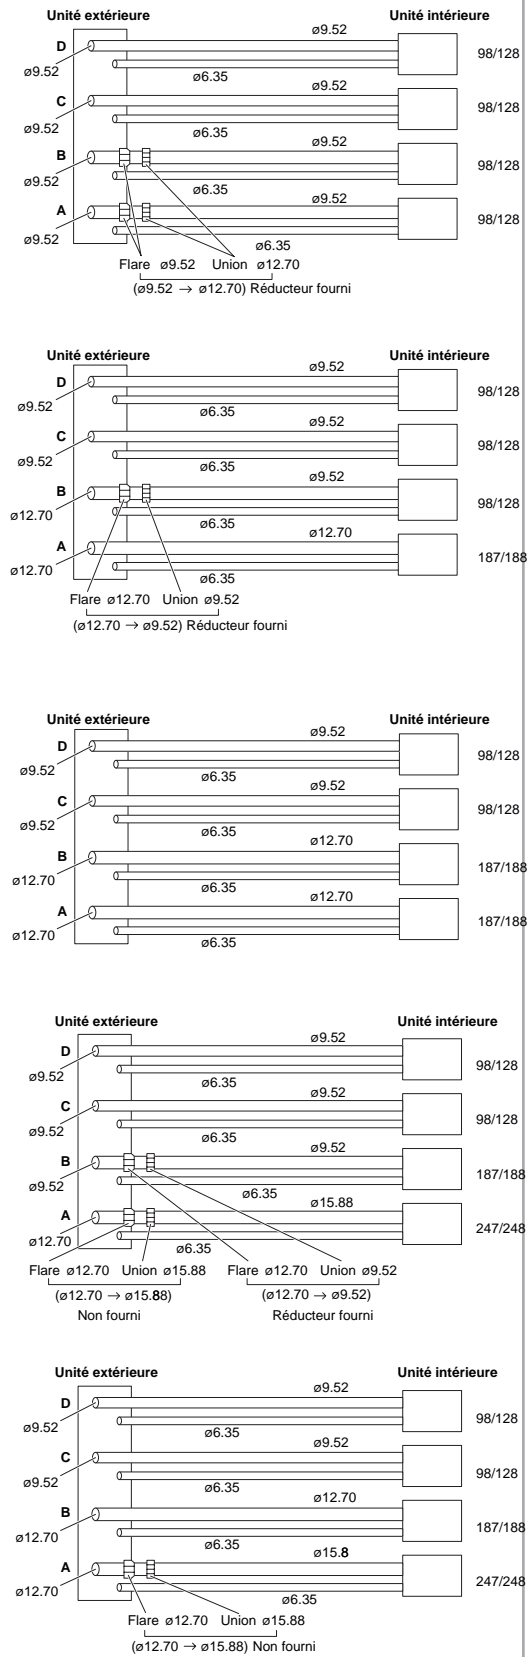 Unité extérieure Unité intérieure
ø9.52
D 98/128
ø9.52
ø6.35
ø9.52
C 98/128
ø9.52
ø6.35
ø9.52
B 98/128
ø9.52
ø6.35
ø9.52
A 98/128
ø9.52
ø6.35
Flare ø9.52 Union ø12.70
(ø9.52 → ø12.70) Réducteur fourni
Unité extérieure Unité intérieure
ø9.52
D 98/128
ø9.52
ø6.35
ø9.52
C 98/128
ø9.52
ø6.35
ø9.52
B 98/128
ø12.70
ø6.35
ø12.70
A 187/188
ø12.70
ø6.35
Flare ø12.70 Union ø9.52
(ø12.70 → ø9.52) Réducteur fourni
Unité extérieure Unité intérieure
ø9.52
D 98/128
ø9.52
ø6.35
ø9.52
C 98/128
ø9.52
ø6.35
ø12.70
B 187/188
ø12.70
ø6.35
ø12.70
A 187/188
ø12.70
ø6.35
Unité extérieure Unité intérieure
ø9.52
D 98/128
ø9.52
ø6.35
ø9.52
C 98/128
ø9.52
ø6.35
ø9.52
B 187/188
ø9.52
ø6.35
ø15.88
A 247/248
ø12.70
ø6.35
Flare ø12.70 Union ø15.88 Flare ø12.70 Union ø9.52
(ø12.70 → ø15.88) (ø12.70 → ø9.52)
Non fourni Réducteur fourni
Unité extérieure Unité intérieure
ø9.52
D 98/128
ø9.52
ø6.35
ø9.52
C 98/128
ø9.52
ø6.35
ø12.70
B 187/188
ø12.70
ø6.35
ø15.8
A 247/248
ø12.70
ø6.35
Flare ø12.70 Union ø15.88
(ø12.70 → ø15.88) Non fourni